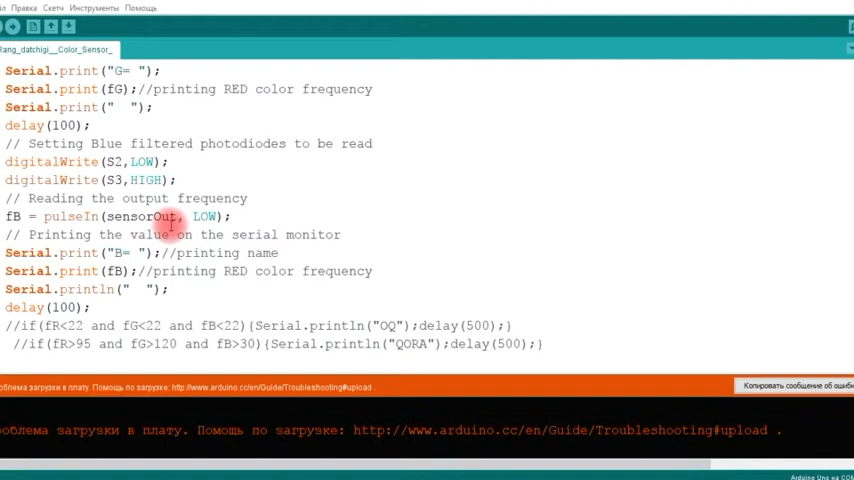 Правка Скетч Инструменты Помощь
Rang_datchigi__Color_Sensor_
Serial.print("G= ");
Serial.print(fG);//printing RED color frequency
Serial.print("  ");
delay(100);
// Setting Blue filtered photodiodes to be read
digitalWrite(S2,LOW);
digitalWrite(S3,HIGH);
// Reading the output frequency
fB = pulseIn(sensorOut, LOW);
// Printing the value on the serial monitor
Serial.print("B= ");//printing name
Serial.print(fB);//printing RED color frequency
Serial.println("  ");
delay(100);
//if(fR<22 and fG<22 and fB<22){Serial.println("OQ");delay(500);}
//if(fR>95 and fG>120 and fB>30){Serial.println("QORA");delay(500);}
облема загрузки в плату. Помощь по загрузке: http://www.arduino.cc/en/Guide/Troubleshooting#upload .
Копировать сообщение об ошибк
роблема загрузки в плату. Помощь по загрузке: http://www.arduino.cc/en/Guide/Troubleshooting#upload .
Arduino Uno на COM